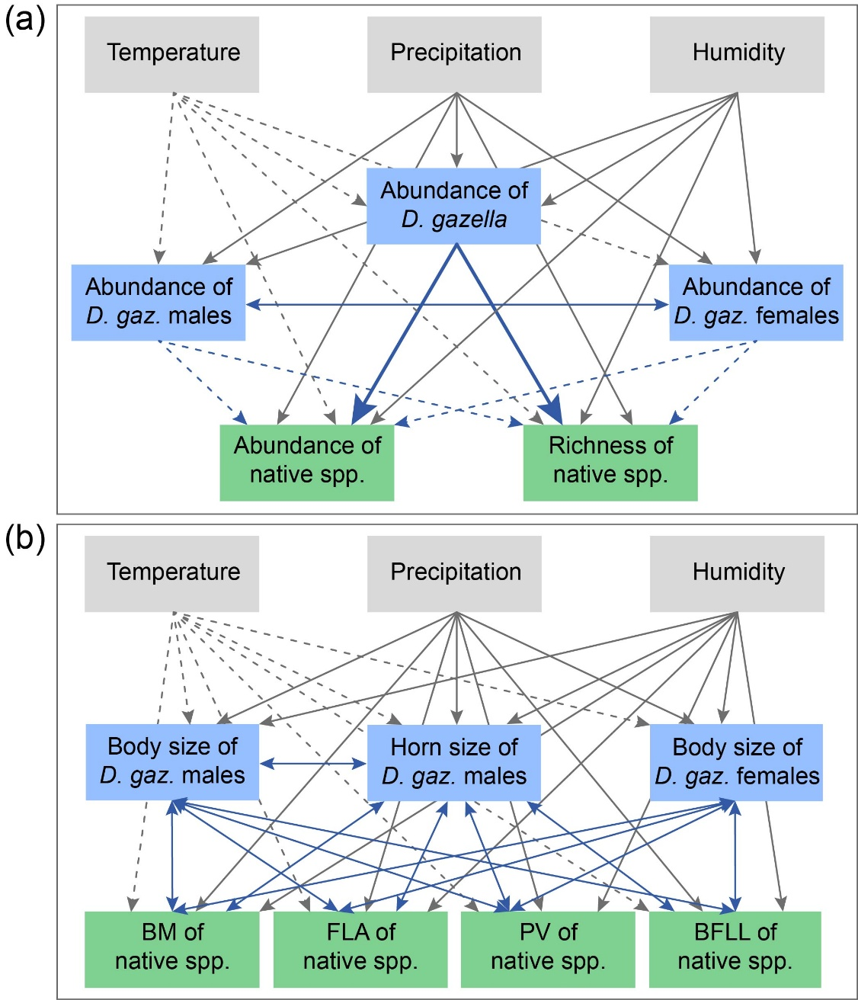 (a)
Temperature
Precipitation
Humidity
Abundance of
D. gazella
Abundance of
D. gaz. males
Abundance of
D. gaz. females
Abundance of
native spp.
Richness of
native spp.
(b)
Temperature
Precipitation
Humidity
Body size of
D. gaz. males
Horn size of
D. gaz. males
Body size of
D. gaz. females
BM of
native spp.
FLA of
native spp.
PV of
native spp.
BFLL of
native spp.